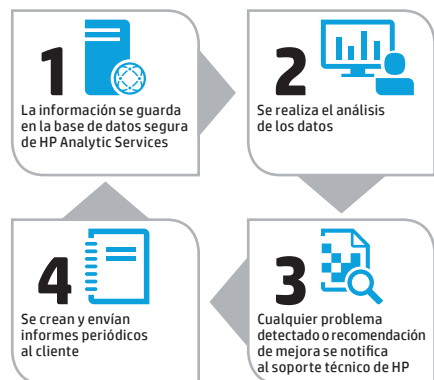 1
La información se guarda
en la base de datos segura
de HP Analytic Services
2
Se realiza el análisis
de los datos
3
Cualquier problema
detectado o recomendación
de mejora se notifica
al soporte técnico de HP
4
Se crean y envían
informes periódicos
al cliente